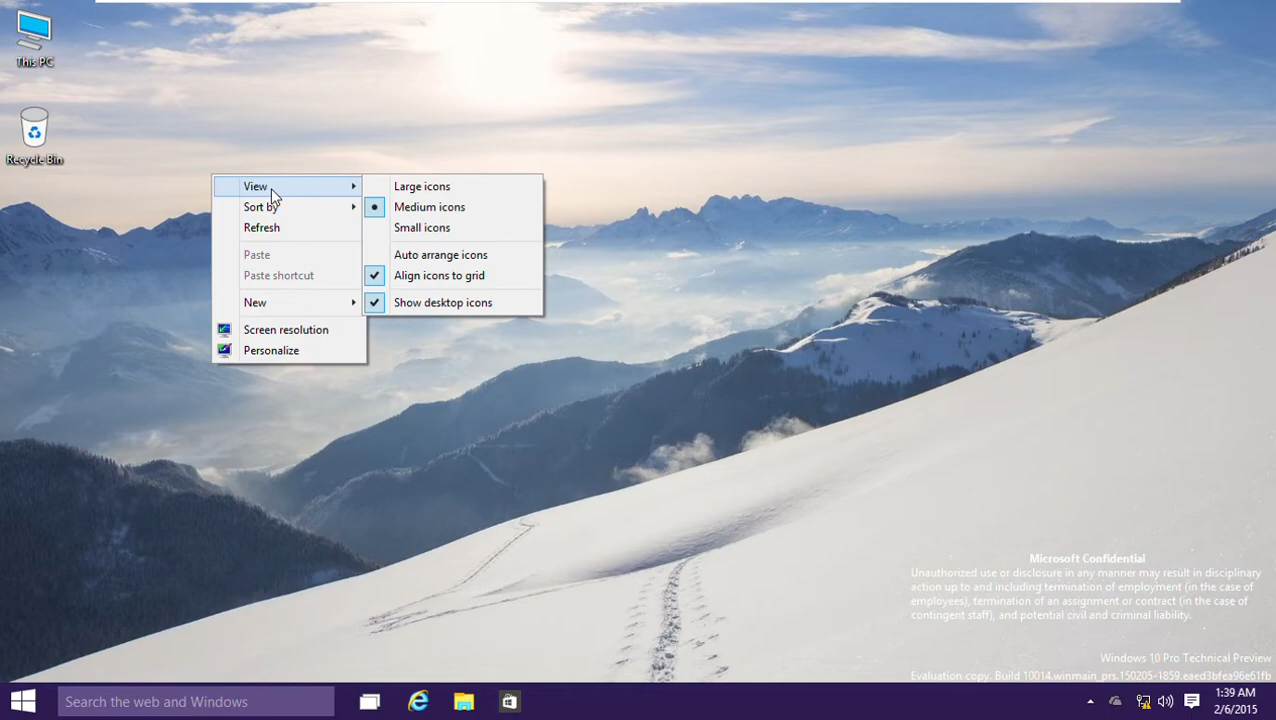 This PC
Recycle Bin
View
Sort by
Refresh
Paste
Paste shortcut
New
Screen resolution
Personalize
Large icons
Medium icons
Small icons
Auto arrange icons
Align icons to grid
Show desktop icons
Microsoft Confidential
Unauthorized use or disclosure in any manner may result in disciplinary
action up to and including termination of employment (in the case of
employees), termination of an assignment or contract (in the case of
contingent staff), and potential civil and criminal liability.
Windows 10 Pro Technical Preview
Evaluation copy. Build 10014.winmain_prs.150205-1859.eaed3bfea96e61fb
Search the web and Windows
1:39 AM
2/6/2015